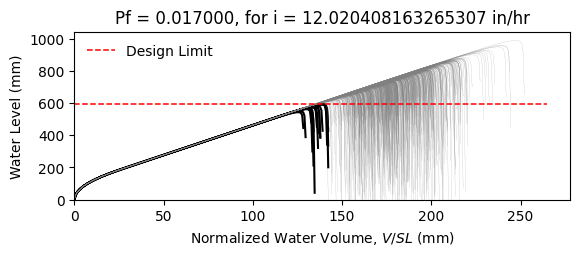 Pf = 0.017000, for i = 12.020408163265307 in/hr
Design Limit
Water Level (mm)
1000
800
600
400
200
0
0 50 100 150 200 250
Normalized Water Volume, V/SL (mm)